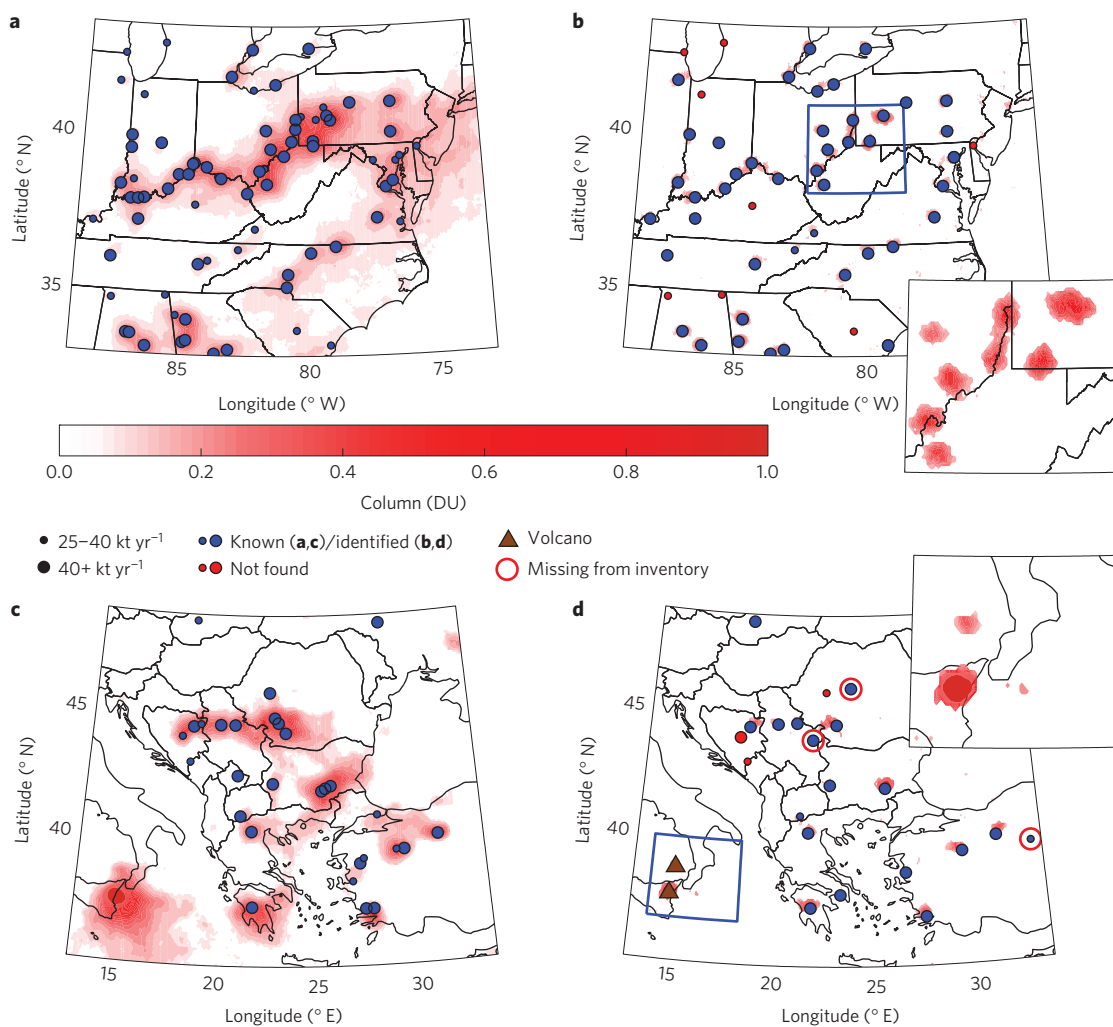 a
b
40
35
Latitude (° N)
85
80
75
Longitude (° W)
40
35
Latitude (° N)
85
80
Longitude (° W)
0.0
0.2
0.4
0.6
0.8
1.0
Column (DU)
25–40 kt yr⁻¹
40+ kt yr⁻¹
Known (a,c)/identified (b,d)
Not found
Volcano
Missing from inventory
c
d
45
40
Latitude (° N)
15
20
25
30
Longitude (° E)
45
40
Latitude (° N)
15
20
25
30
Longitude (° E)